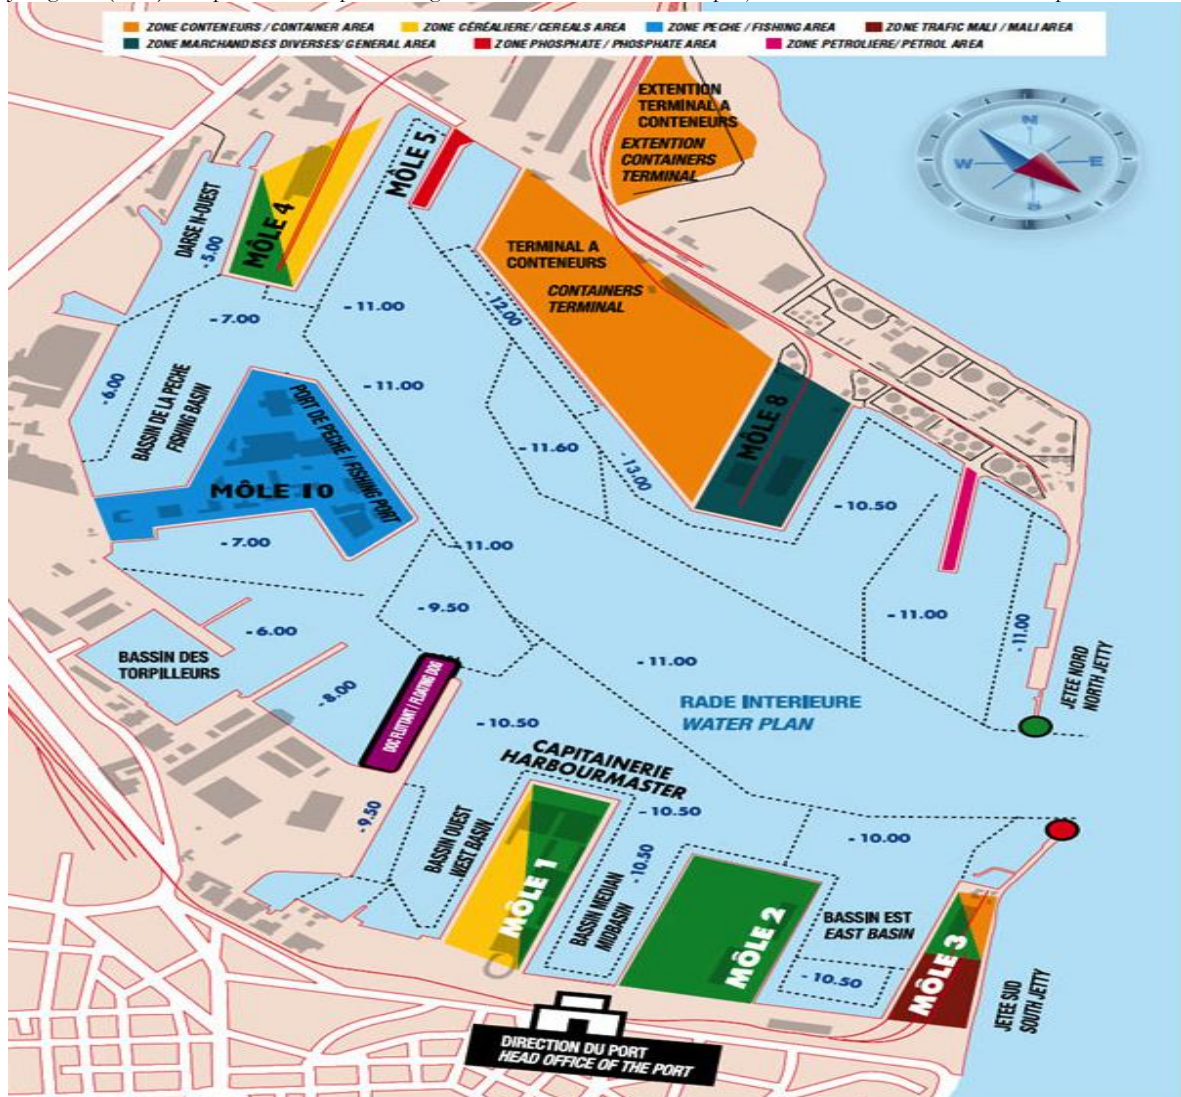 ZONE CONTENEURS / CONTAINER AREA
ZONE CÉRÉALIERE / CEREALS AREA
ZONE PECHE / FISHING AREA
ZONE TRAFIC MALI / MALI AREA
ZONE MARCHANDISES DIVERSES/ GENERAL AREA
ZONE PHOSPHATE / PHOSPHATE AREA
ZONE PETROLIERE/ PETROL AREA
EXTENTION
TERMINAL A
CONTENEURS
EXTENTION
CONTAINERS
TERMINAL
N
W
E
S
MÔLE 5
DARSE N-OUEST
- 5.00
MÔLE 4
TERMINAL A
CONTENEURS
CONTAINERS
TERMINAL
- 12.00
- 7.00
- 11.00
- 6.00
- 11.00
BASSIN DE LA PECHE
FISHING BASIN
PORT DE PECHE / FISHING PORT
MÔLE 10
MÔLE 8
- 11.60
- 13.00
- 10.50
- 7.00
- 11.00
- 9.50
- 11.00
- 11.00
- 6.00
BASSIN DES
TORPILLEURS
- 8.00
DOC FLOTTANT / FLOATING DOG
- 11.00
RADE INTERIEURE
WATER PLAN
JETEE NORD
NORTH JETTY
- 10.50
CAPITAINERIE
HARBOURMASTER
- 9.50
BASSIN OUEST
WEST BASIN
- 10.50
- 10.50
- 10.00
MÔLE 1
BASSIN MEDIAN
MIDBASIN
MÔLE 2
BASSIN EST
EAST BASIN
- 10.50
MÔLE 3
JETEE SUD
SOUTH JETTY
DIRECTION DU PORT
HEAD OFFICE OF THE PORT